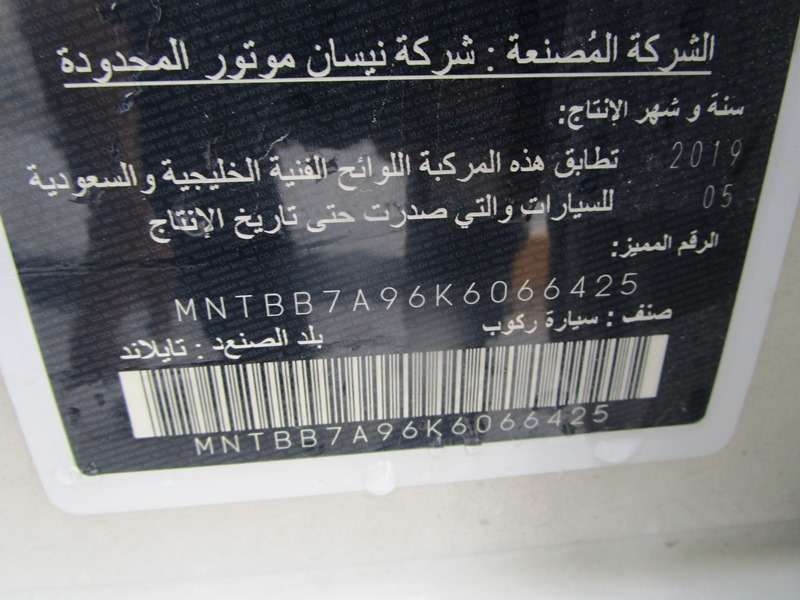 الشركة المُصنعة : شركة نيسان موتور المحدودة
سنة و شهر الإنتاج:
2019 تطابق هذه المركبة اللوائح الفنية الخليجية والسعودية
05 للسيارات والتي صدرت حتى تاريخ الإنتاج
الرقم المميز:
MNTBB7A96K6066425
صنف : سيارة ركوب
بلد الصنعد : تايلاند
MNTBB7A96K6066425